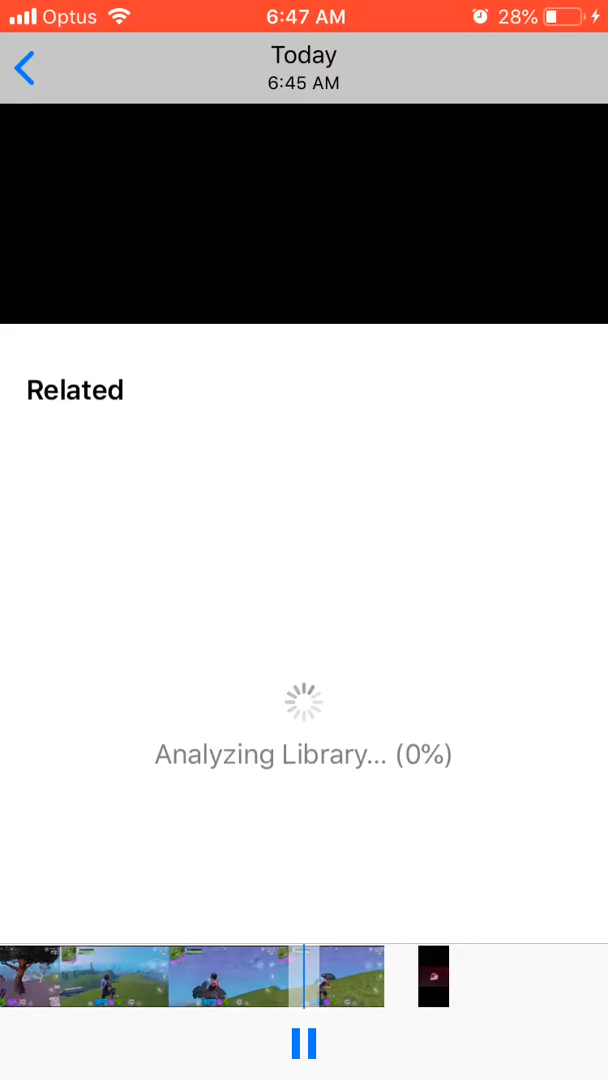 Optus 6:47 AM 28%
Today
6:45 AM
Related
Analyzing Library... (0%)